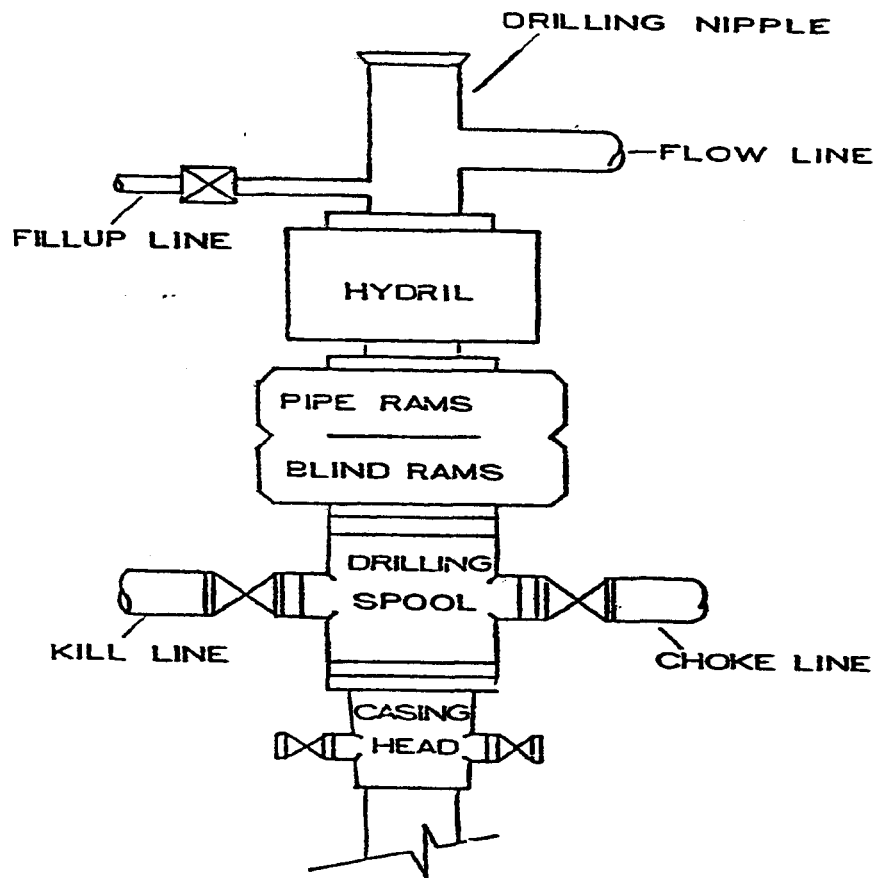 DRILLING NIPPLE
FLOW LINE
FILLUP LINE
HYDRIL
PIPE RAMS
BLIND RAMS
DRILLING
SPOOL
KILL LINE
CHOKE LINE
CASING
HEAD